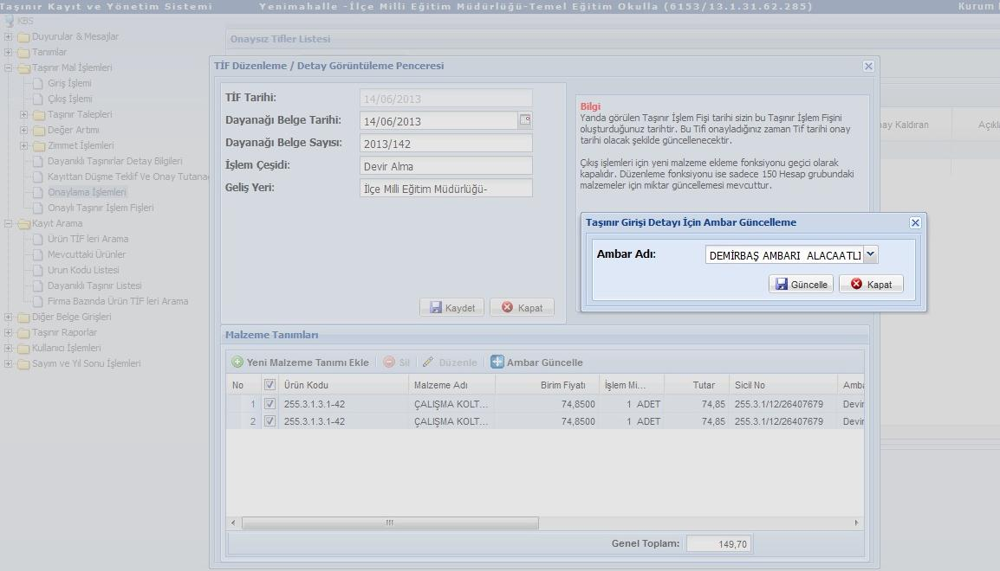 Taşınır Kayıt ve Yönetim Sistemi Yenimahalle -İlçe Milli Eğitim Müdürlüğü-Temel Eğitim Okulla (6153/13.1.31.62.285) Kurum
KBS
Duyurular & Mesajlar
Tanımlar
Taşınır Mal İşlemleri
Giriş İşlemi
Çıkış İşlemi
Taşınır Talepleri
Değer Artımı
Zimmet İşlemleri
Dayanıklı Taşınırlar Detay Bilgileri
Kayıttan Düşme Teklif Ve Onay Tutanağ
Onaylama İşlemleri
Onaylı Taşınır İşlem Fişleri
Kayıt Arama
Ürün TİF leri Arama
Mevcuttaki Ürünler
Urun Kodu Listesi
Dayanıklı Taşınır Listesi
Firma Bazında Ürün TİF leri Arama
Diğer Belge Girişleri
Taşınır Raporlar
Kullanıcı İşlemleri
Sayım ve Yıl Sonu İşlemleri
Onaysız Tifler Listesi
ay Kaldıran Açıkl
TİF Düzenleme / Detay Görüntüleme Penceresi
TİF Tarihi: 14/06/2013
Dayanağı Belge Tarihi: 14/06/2013
Dayanağı Belge Sayısı: 2013/142
İşlem Çeşidi: Devir Alma
Geliş Yeri: İlçe Milli Eğitim Müdürlüğü-
Kaydet Kapat
Bilgi
Yanda görülen Taşınır İşlem Fişi tarihi sizin bu Taşınır İşlem Fişini
oluşturduğunuz tarihtir. Bu Tifi onayladığınız zaman Tif tarihi onay
tarihi olacak şekilde güncellenecektir.
Çıkış işlemleri için yeni malzeme ekleme fonksiyonu geçici olarak
kapalıdır. Düzenleme fonksiyonu ise sadece 150 Hesap grubundaki
malzemeler için miktar güncellemesi mevcuttur.
Taşınır Girişi Detayı İçin Ambar Güncelleme
Ambar Adı: DEMİRBAŞ AMBARI ALACAATLI
Güncelle Kapat
Malzeme Tanımları
Yeni Malzeme Tanımı Ekle Sil Düzenle Ambar Güncelle
No Ürün Kodu Malzeme Adı Birim Fiyatı İşlem Mi... Tutar Sicil No Amba
1 255.3.1.3.1-42 ÇALIŞMA KOLT... 74,8500 1 ADET 74,85 255.3.1/12/26407679 Devir
2 255.3.1.3.1-42 ÇALIŞMA KOLT... 74,8500 1 ADET 74,85 255.3.1/12/26407679 Devir
Genel Toplam: 149,70